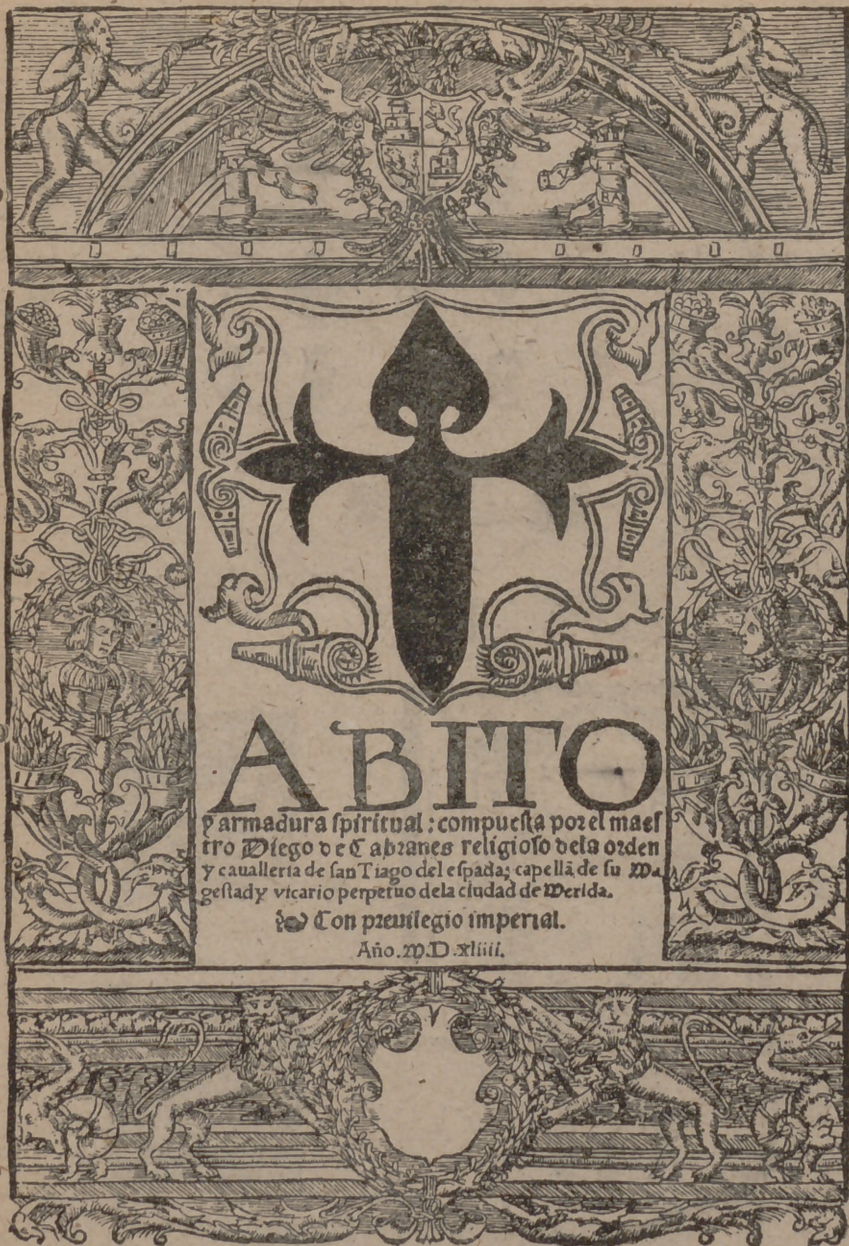 ABITO
y armadura spiritual: compuesta por el maes
tro Diego de Cabranes religioso dela orden
y cauallería de san Tiago del espada; capellã de su Ma
gestad y vicario perpetuo dela ciudad de Merida.
Con preuilegio imperial.
Año. M.D.xliiii.